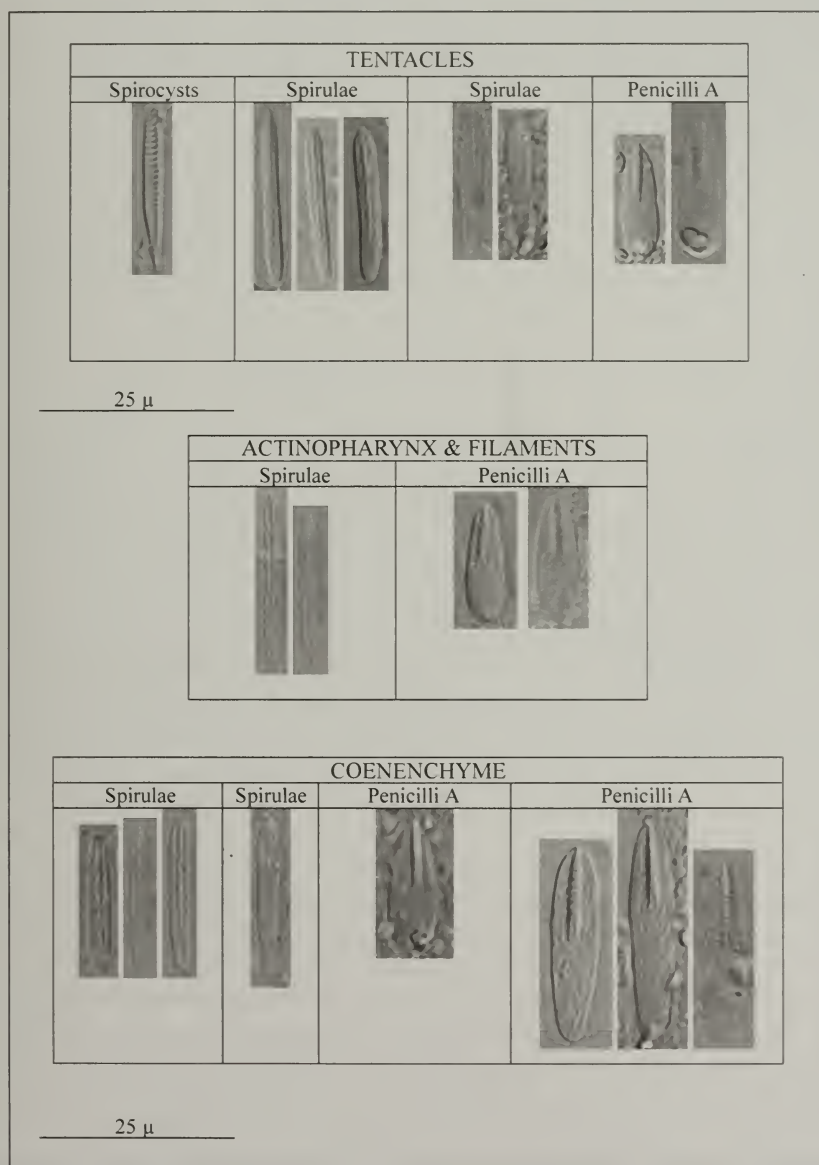 TENTACLES
Spirocysts Spirulae Spirulae Penicilli A
25 µ
ACTINOPHARYNX & FILAMENTS
Spirulae Penicilli A
COENENCHYME
Spirulae Spirulae Penicilli A Penicilli A
25 µ